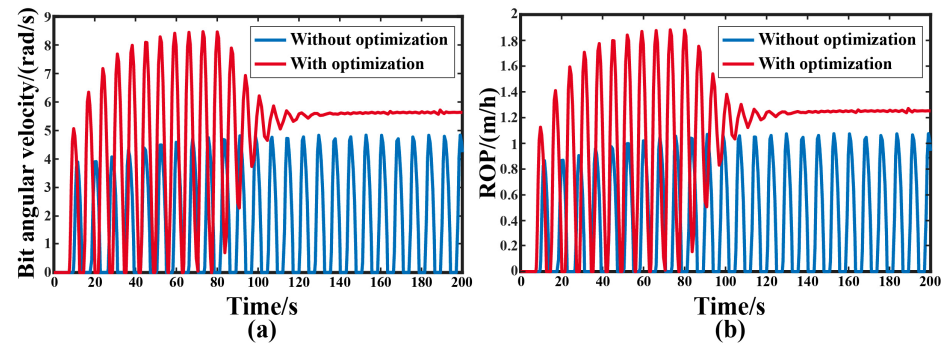 Bit angular velocity/(rad/s)
9
8
7
6
5
4
3
2
1
0
Without optimization
With optimization
0 20 40 60 80 100 120 140 160 180 200
Time/s
(a)
ROP/(m/h)
2
1.8
1.6
1.4
1.2
1
0.8
0.6
0.4
0.2
0
Without optimization
With optimization
0 20 40 60 80 100 120 140 160 180 200
Time/s
(b)